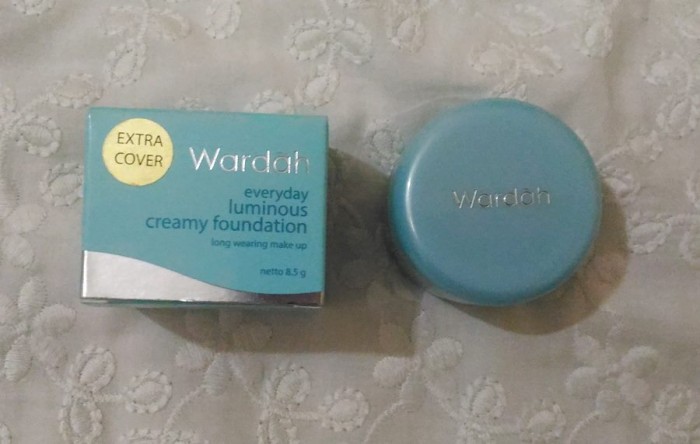 EXTRA
COVER
Wardah
everyday
luminous
creamy foundation
long wearing make up
netto 8.5 g
Wardah